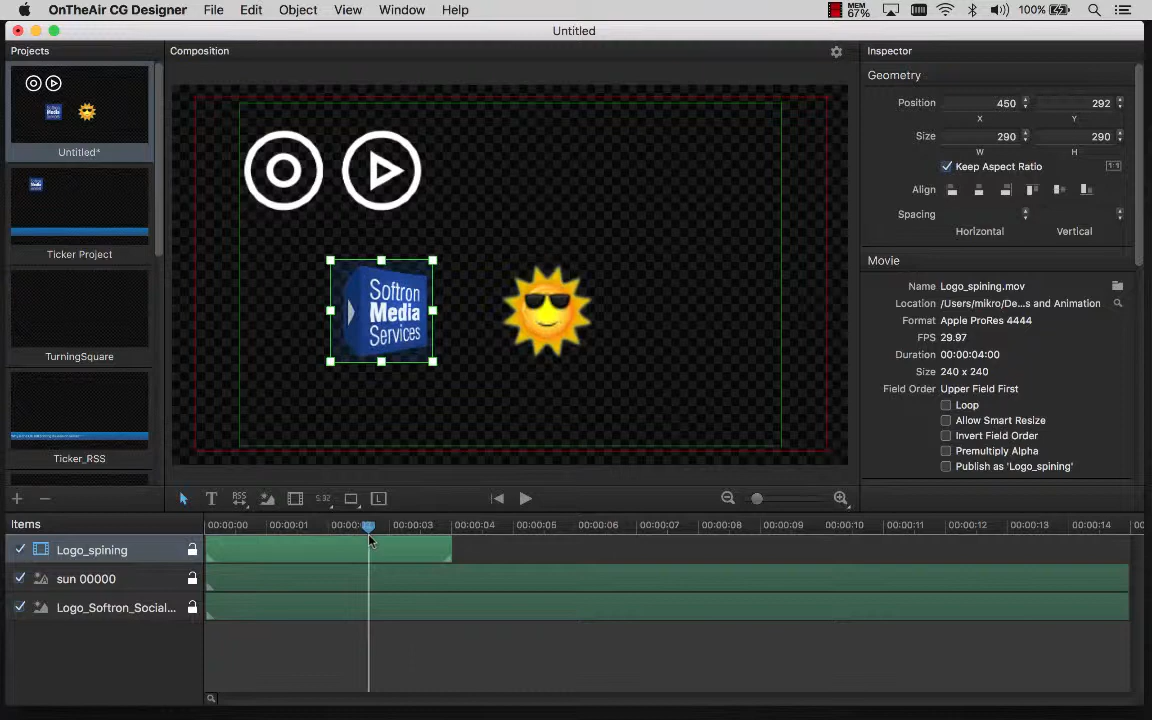 OnTheAir CG Designer File Edit Object View Window Help MEM 67% 100%
Untitled
Projects
Composition
Inspector
Untitled*
Ticker Project
TurningSquare
Ticker_RSS
Softron
Media
Services
Geometry
Position 450 292
X Y
Size 290 290
W H
Keep Aspect Ratio 1:1
Align
Spacing
Horizontal Vertical
Movie
Name Logo_spining.mov
Location /Users/mikro/De...s and Animation
Format Apple ProRes 4444
FPS 29.97
Duration 00:00:04:00
Size 240 x 240
Field Order Upper Field First
Loop
Allow Smart Resize
Invert Field Order
Premultiply Alpha
Publish as 'Logo_spining'
T RSS 5:32 L
Items
00:00:00 00:00:01 00:00:03 00:00:04 00:00:05 00:00:06 00:00:07 00:00:08 00:00:09 00:00:10 00:00:11 00:00:12 00:00:13 00:00:14
Logo_spining
sun 00000
Logo_Softron_Social...